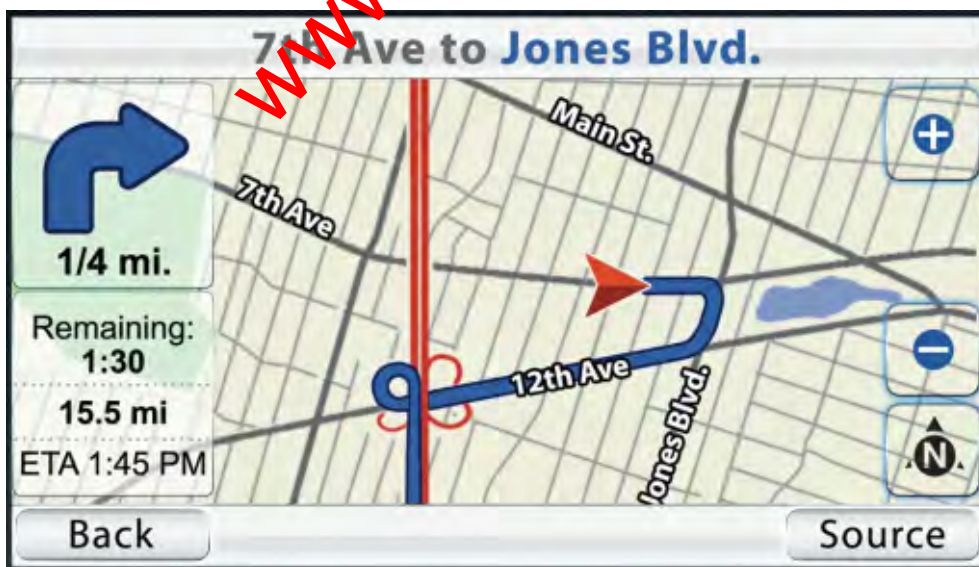 7th Ave to Jones Blvd.
1/4 mi.
Remaining:
1:30
15.5 mi
ETA 1:45 PM
Main St.
7th Ave
12th Ave
Jones Blvd.
N
Back
Source